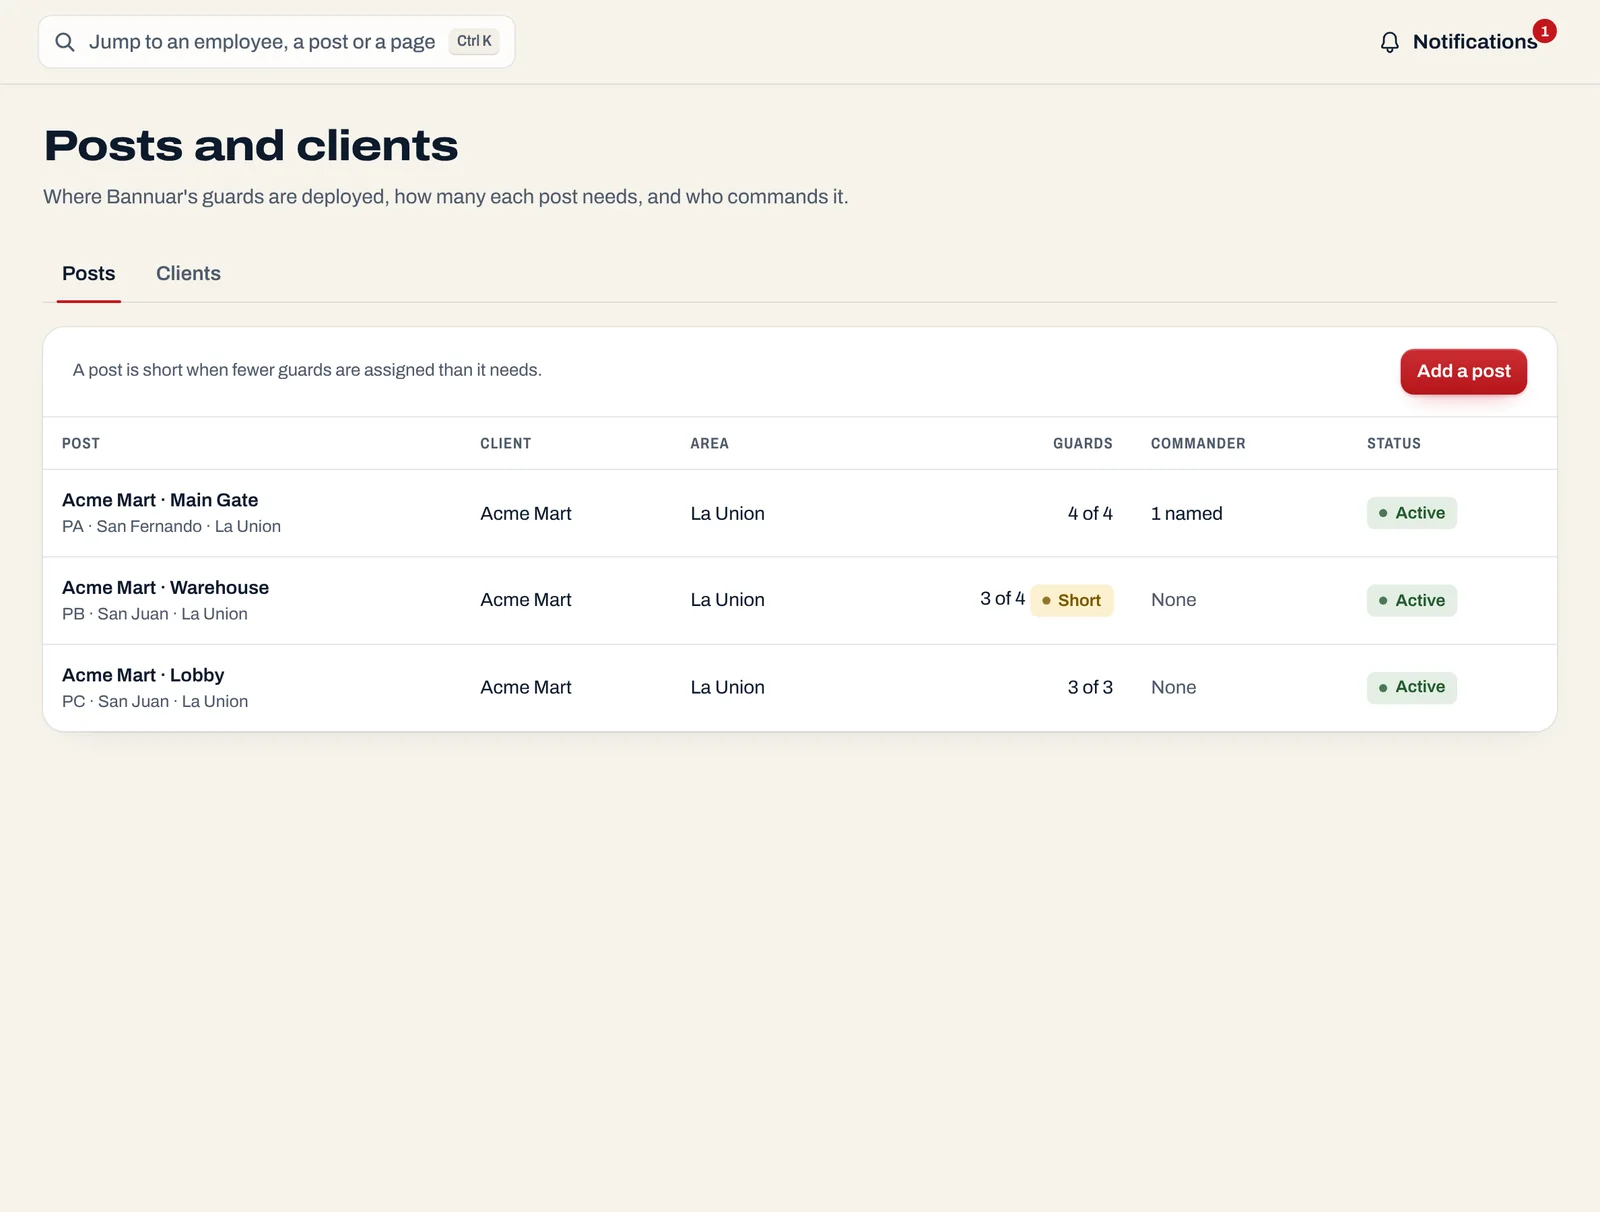 Jump to an employee, a post or a page Ctrl K
Notifications 1
Posts and clients
Where Bannuar's guards are deployed, how many each post needs, and who commands it.
Posts Clients
A post is short when fewer guards are assigned than it needs.
Add a post
POST CLIENT AREA GUARDS COMMANDER STATUS
Acme Mart · Main Gate
PA · San Fernando · La Union
Acme Mart La Union 4 of 4 1 named Active
Acme Mart · Warehouse
PB · San Juan · La Union
Acme Mart La Union 3 of 4 Short None Active
Acme Mart · Lobby
PC · San Juan · La Union
Acme Mart La Union 3 of 3 None Active